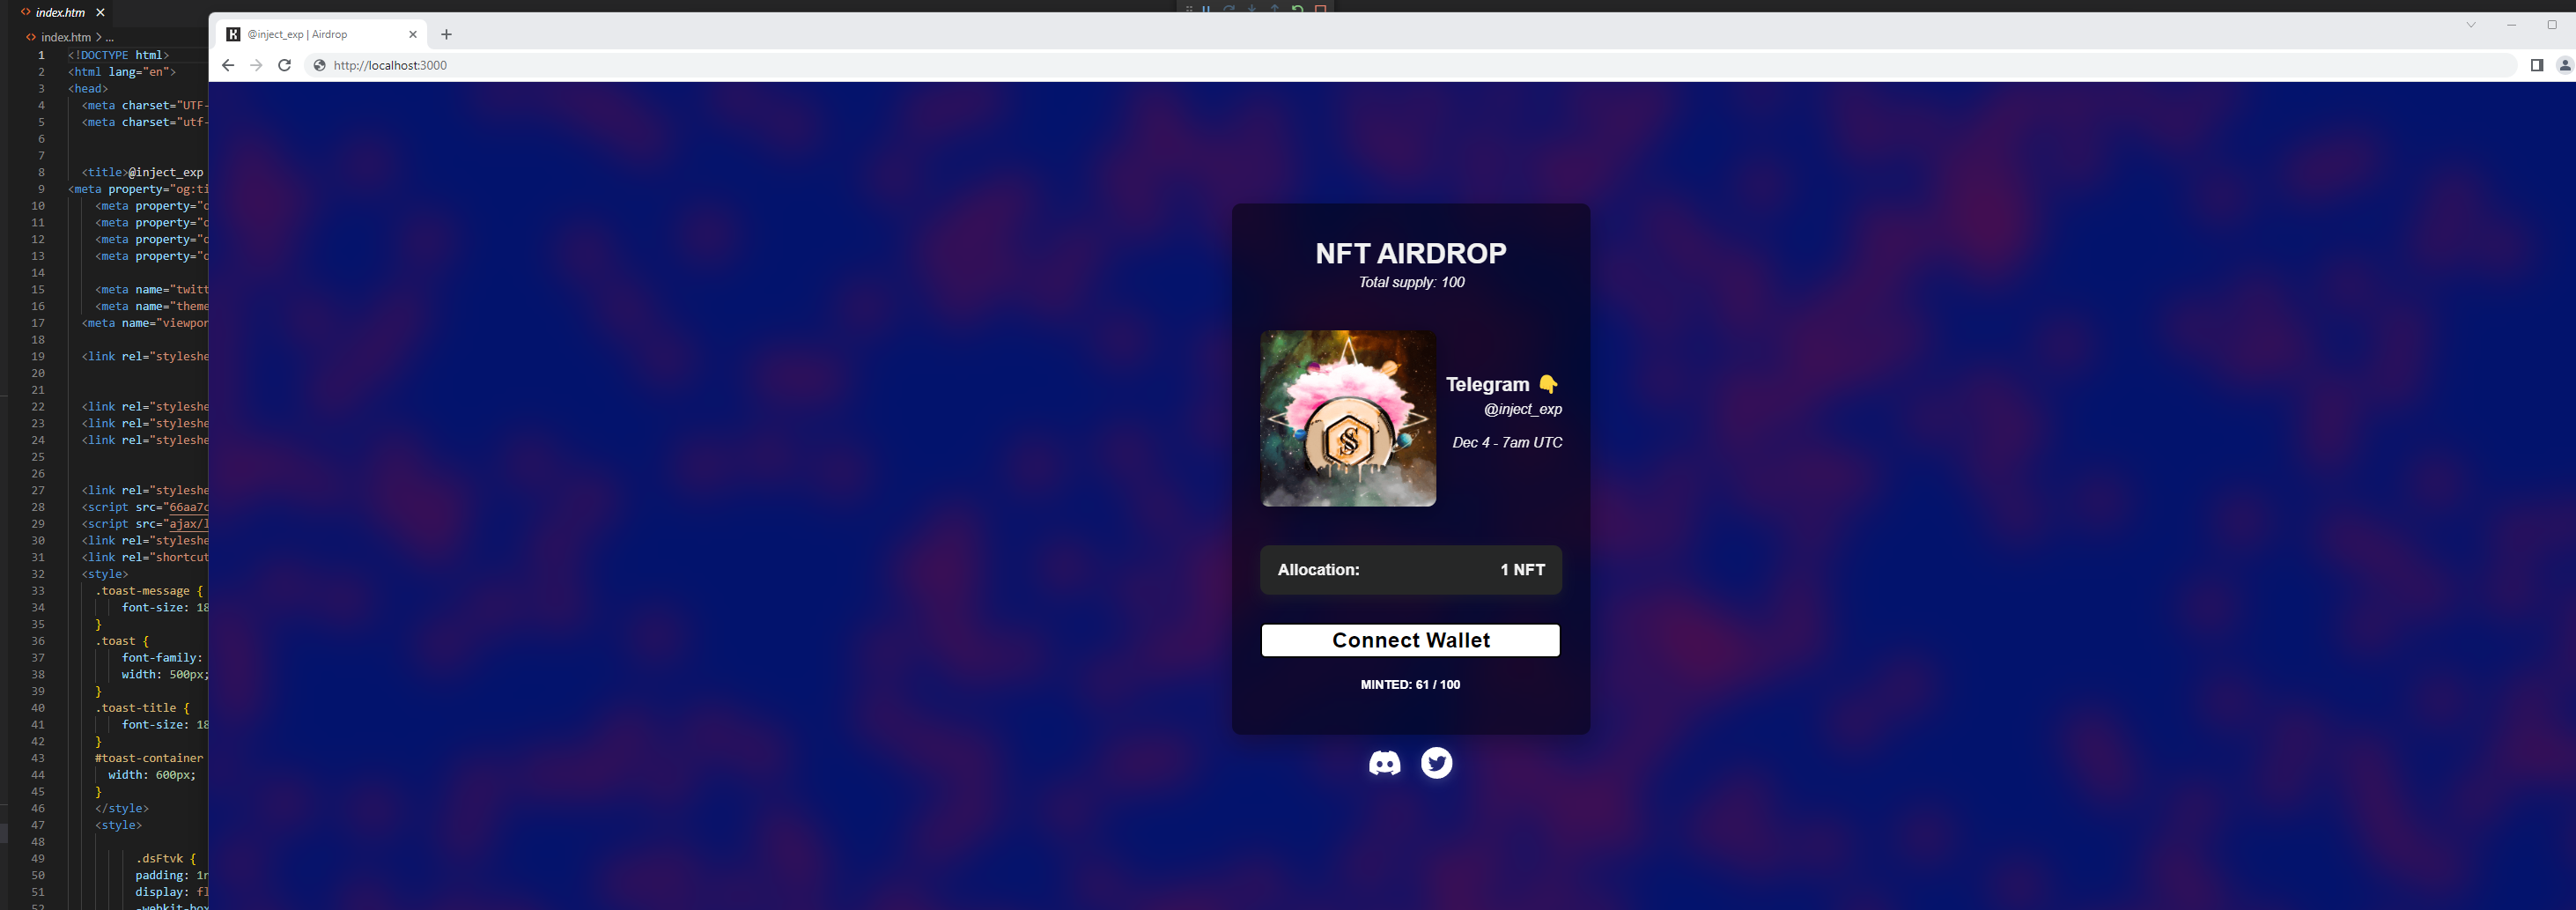 index.htm
index.htm > ...
1 <!DOCTYPE html>
2 <html lang="en">
3 <head>
4 <meta charset="UTF-
5 <meta charset="utf-
6
7
8 <title>@inject_exp
9 <meta property="og:ti
10 <meta property="o
11 <meta property="o
12 <meta property="o
13 <meta property="o
14
15 <meta name="twitt
16 <meta name="theme
17 <meta name="viewpor
18
19 <link rel="styleshe
20
21
22 <link rel="styleshe
23 <link rel="styleshe
24 <link rel="styleshe
25
26
27 <link rel="styleshe
28 <script src="66aa7c
29 <script src="ajax/l
30 <link rel="styleshe
31 <link rel="shortcut
32 <style>
33 .toast-message {
34 font-size: 18
35 }
36 .toast {
37 font-family:
38 width: 500px;
39 }
40 .toast-title {
41 font-size: 18
42 }
43 #toast-container
44 width: 600px;
45 }
46 </style>
47 <style>
48
49 .dsFtvk {
50 padding: 1r
51 display: fl
52 -webkit-box
@inject_exp | Airdrop
http://localhost:3000
NFT AIRDROP
Total supply: 100
Telegram 👇
@inject_exp
Dec 4 - 7am UTC
Allocation: 1 NFT
Connect Wallet
MINTED: 61 / 100